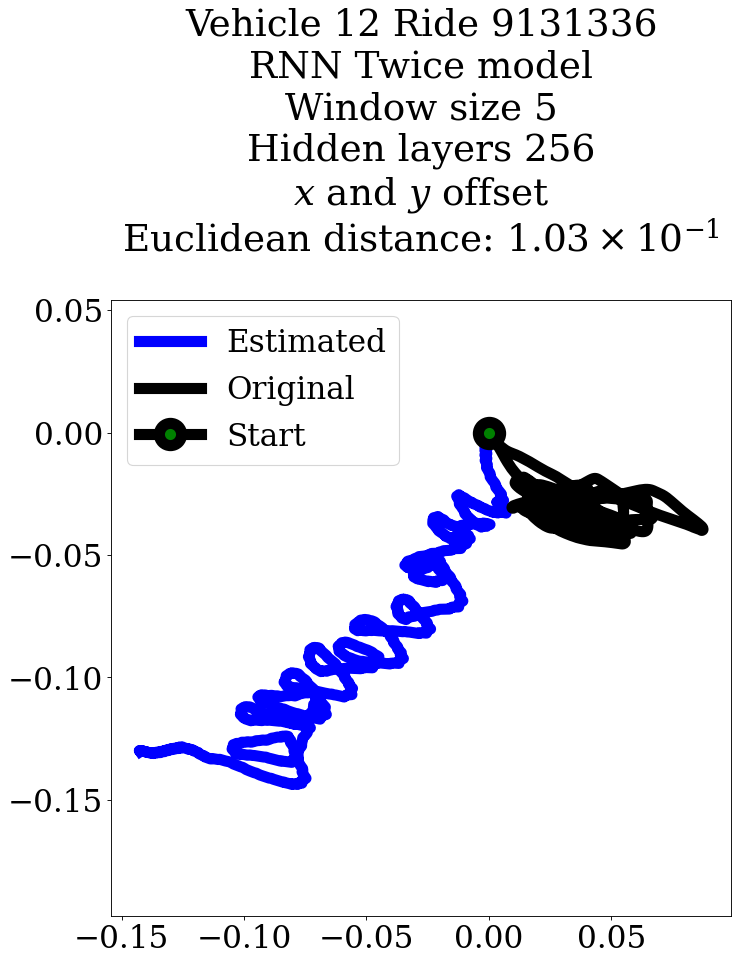 Vehicle 12 Ride 9131336
RNN Twice model
Window size 5
Hidden layers 256
x and y offset
Euclidean distance: 1.03 × 10⁻¹
Estimated
Original
Start
0.05
0.00
−0.05
−0.10
−0.15
−0.15 −0.10 −0.05 0.00 0.05